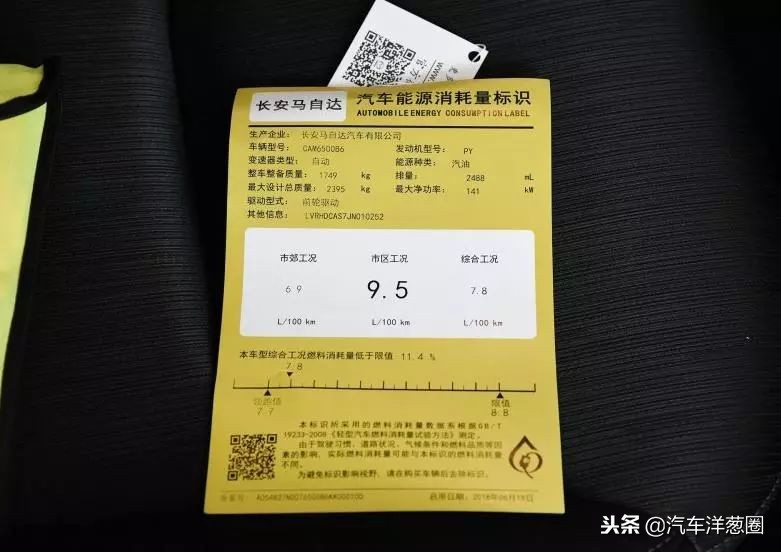 长安马自达 汽车能源消耗量标识
AUTOMOBILE ENERGY CONSUMPTION LABEL
生产企业: 长安马自达汽车有限公司
车辆型号: CAM6500B6 发动机型号: PY
变速器类型: 自动 能源种类: 汽油
整车整备质量: 1749 kg 排量: 2488 mL
最大设计总质量: 2395 kg 最大净功率: 141 kW
驱动型式: 前轮驱动
其他信息: LVRHDCAS7JN010252
市郊工况 市区工况 综合工况
6.9 9.5 7.8
L/100 km L/100 km L/100 km
本车型综合工况燃料消耗量低于限值 11.4 %
7.8
领跑值 限值
7.7 8.8
本标识所采用的燃料消耗量数据系根据GB/T
19233-2008《轻型汽车燃料消耗量试验方法》测定。
由于驾驶习惯、道路状况、气候条件和燃料品质等因
素的影响,实际燃料消耗量可能与本标识的燃料消耗量
不同。
为避免标识影响视野,请在购买车辆后去除标识。
备案号: 启用日期: 2018年06月19日
头条@汽车洋葱圈